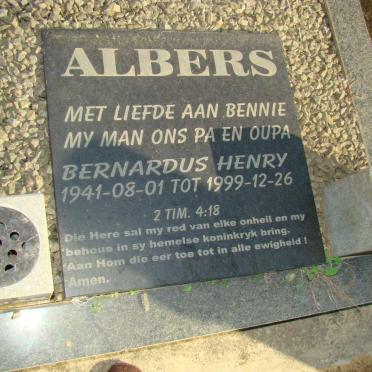 ALBERS
MET LIEFDE AAN BENNIE
MY MAN ONS PA EN OUPA
BERNARDUS HENRY
1941-08-01 TOT 1999-12-26
2 TIM. 4:18
Die Here sal my red van elke onheil en my
behoue in sy hemelse koninkryk bring.
Aan Hom die eer toe tot in alle ewigheid !
Amen.